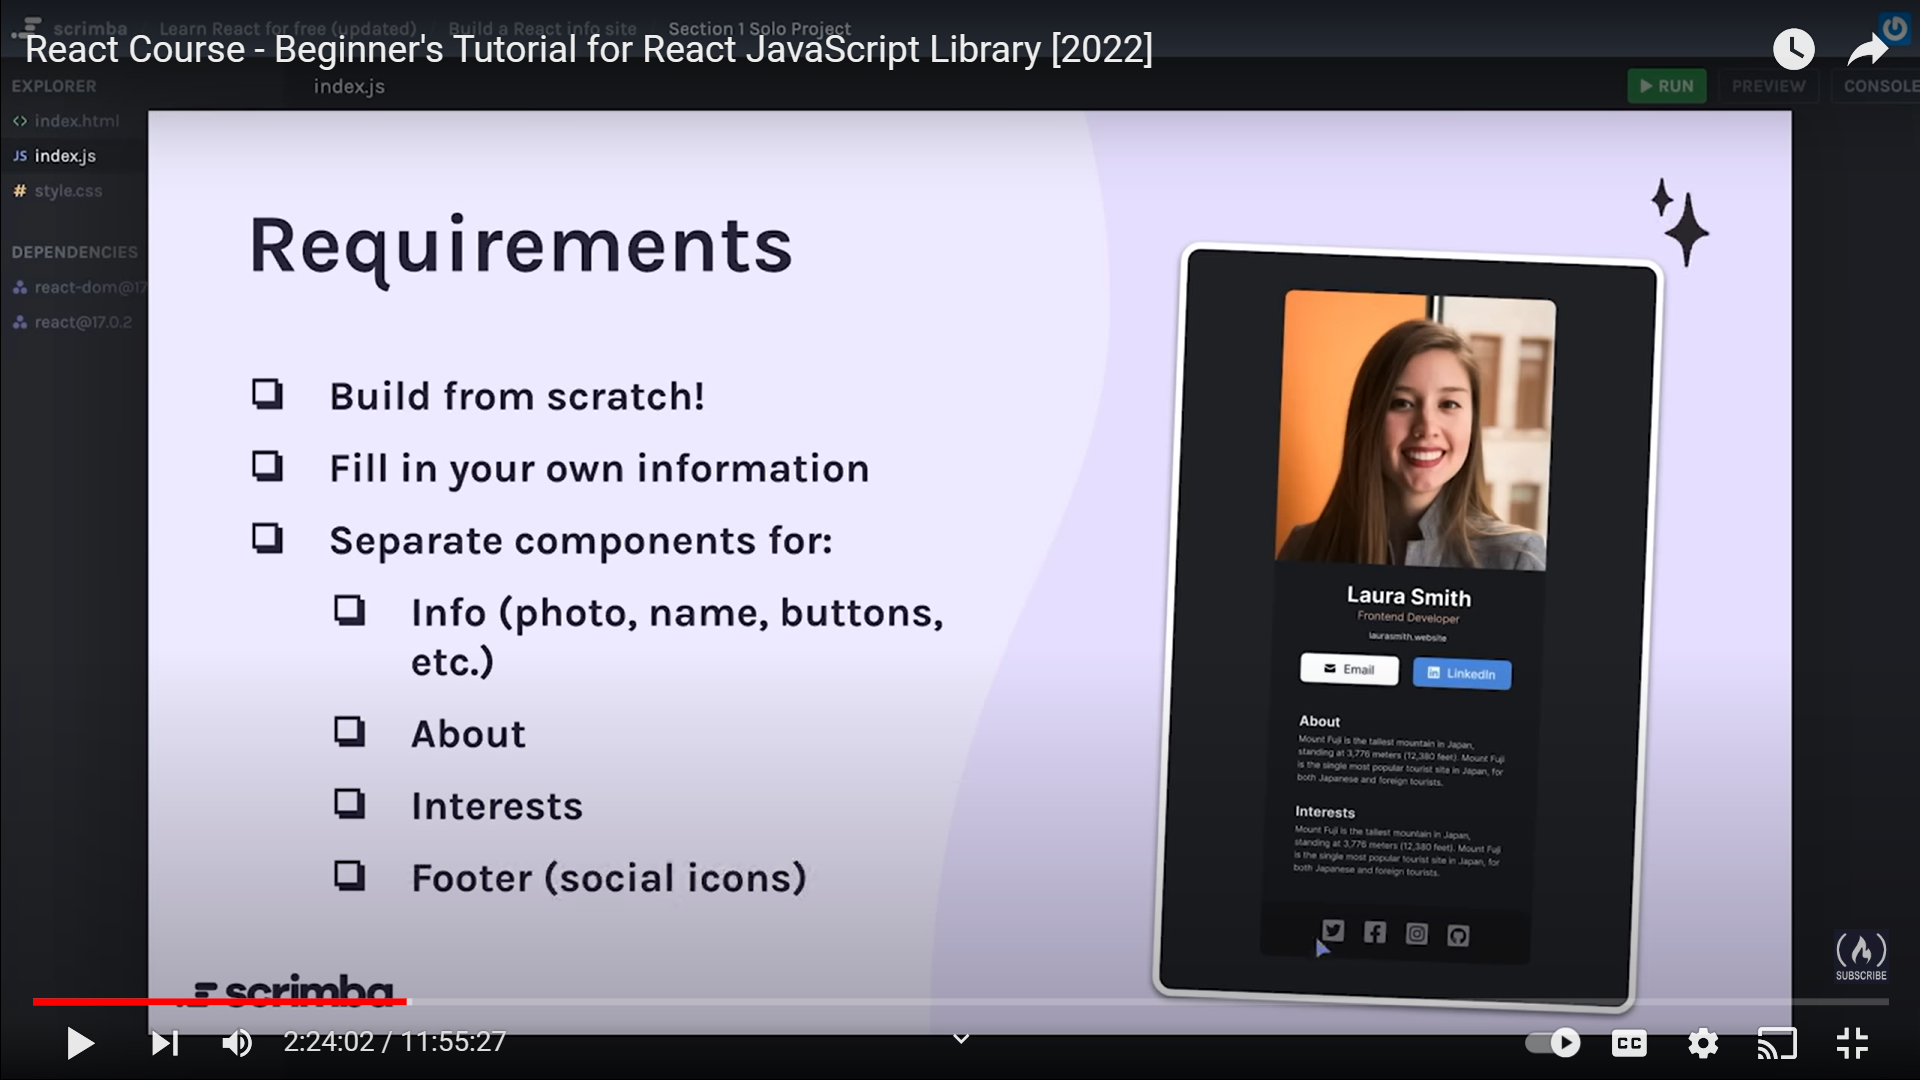 scrimba Learn React for free (updated) Build a React info site Section 1 Solo Project
React Course - Beginner's Tutorial for React JavaScript Library [2022]
EXPLORER
index.js
RUN
PREVIEW
CONSOLE
<> index.html
JS index.js
# style.css
DEPENDENCIES
react-dom@17
react@17.0.2
Requirements
Build from scratch!
Fill in your own information
Separate components for:
Info (photo, name, buttons,
etc.)
About
Interests
Footer (social icons)
scrimba
Laura Smith
Frontend Developer
laurasmith.website
Email
in LinkedIn
About
Mount Fuji is the tallest mountain in Japan,
standing at 3,776 meters (12,380 feet). Mount Fuji
is the single most popular tourist site in Japan, for
both Japanese and foreign tourists.
Interests
Mount Fuji is the tallest mountain in Japan,
standing at 3,776 meters (12,380 feet). Mount Fuji
is the single most popular tourist site in Japan, for
both Japanese and foreign tourists.
SUBSCRIBE
2:24:02 / 11:55:27
CC